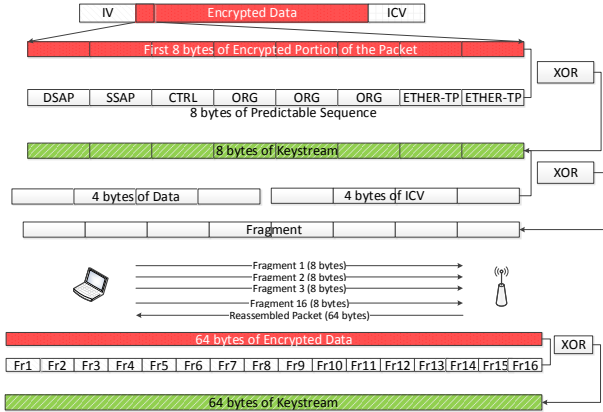 IV Encrypted Data ICV
First 8 bytes of Encrypted Portion of the Packet
XOR
DSAP SSAP CTRL ORG ORG ORG ETHER-TP ETHER-TP
8 bytes of Predictable Sequence
8 bytes of Keystream
XOR
4 bytes of Data 4 bytes of ICV
Fragment
Fragment 1 (8 bytes)
Fragment 2 (8 bytes)
Fragment 3 (8 bytes)
Fragment 16 (8 bytes)
Reassembled Packet (64 bytes)
64 bytes of Encrypted Data
XOR
Fr1 Fr2 Fr3 Fr4 Fr5 Fr6 Fr7 Fr8 Fr9 Fr10 Fr11 Fr12 Fr13 Fr14 Fr15 Fr16
64 bytes of Keystream